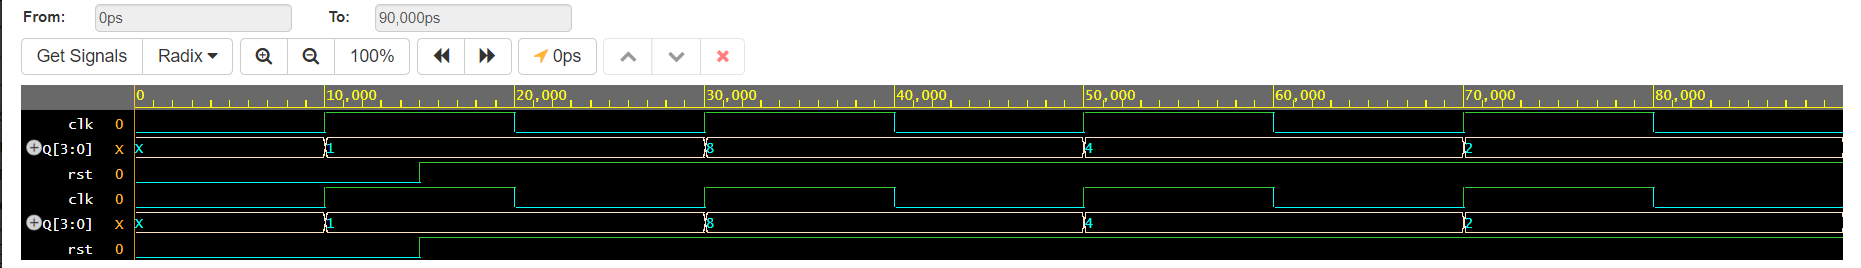 From: 0ps To: 90,000ps
Get Signals Radix 100% 0ps
0 10,000 20,000 30,000 40,000 50,000 60,000 70,000 80,000
clk 0
Q[3:0] x x 1 8 4 2
rst 0
clk 0
Q[3:0] x x 1 8 4 2
rst 0